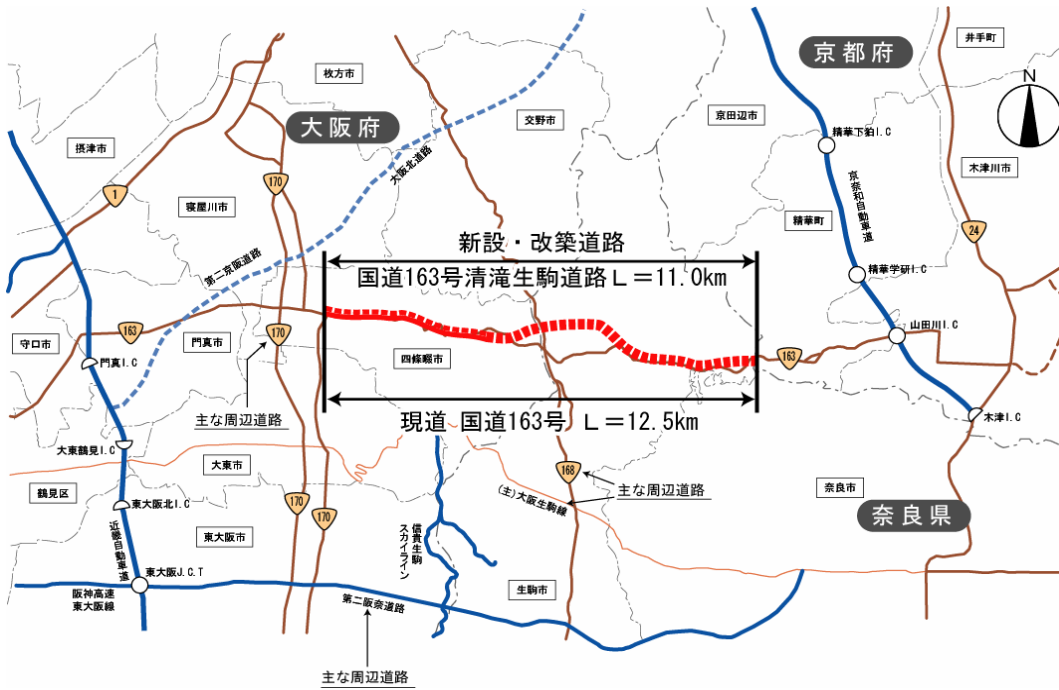 京都府
井手町
枚方市
N
大阪府
交野市
京田辺市
摂津市
精華下狛I.C
大阪北道路
木津川市
170
1
京奈和自動車道
寝屋川市
精華町
24
新設・改築道路
第二京阪道路
国道163号清滝生駒道路L=11.0km
精華学研I.C
山田川I.C
163
170
守口市
門真市
四條畷市
163
門真I.C
主な周辺道路
現道 国道163号 L=12.5km
木津I.C
大東鶴見I.C
大東市
168
鶴見区
主な周辺道路
奈良市
(主)大阪生駒線
東大阪北I.C
170
170
奈良県
東大阪市
信貴生駒
スカイライン
近畿自動車道
東大阪J.C.T
阪神高速
東大阪線
生駒市
第二阪奈道路
主な周辺道路